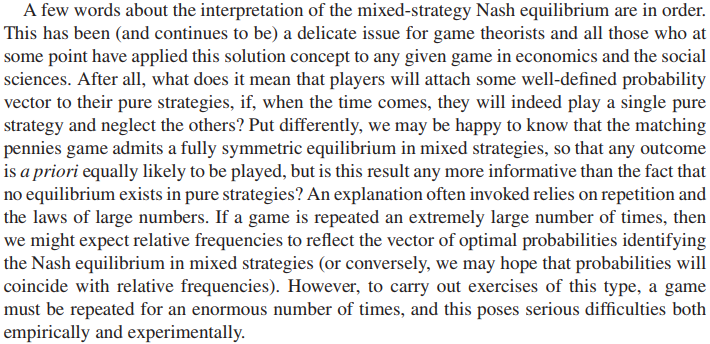 A few words about the interpretation of the mixed-strategy Nash equilibrium are in order.
This has been (and continues to be) a delicate issue for game theorists and all those who at
some point have applied this solution concept to any given game in economics and the social
sciences. After all, what does it mean that players will attach some well-defined probability
vector to their pure strategies, if, when the time comes, they will indeed play a single pure
strategy and neglect the others? Put differently, we may be happy to know that the matching
pennies game admits a fully symmetric equilibrium in mixed strategies, so that any outcome
is a priori equally likely to be played, but is this result any more informative than the fact that
no equilibrium exists in pure strategies? An explanation often invoked relies on repetition and
the laws of large numbers. If a game is repeated an extremely large number of times, then
we might expect relative frequencies to reflect the vector of optimal probabilities identifying
the Nash equilibrium in mixed strategies (or conversely, we may hope that probabilities will
coincide with relative frequencies). However, to carry out exercises of this type, a game
must be repeated for an enormous number of times, and this poses serious difficulties both
empirically and experimentally.